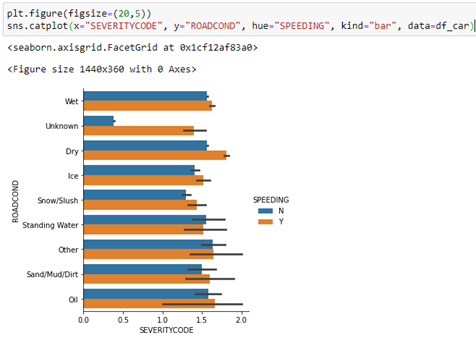 plt.figure(figsize=(20,5))
sns.catplot(x="SEVERITYCODE", y="ROADCOND", hue="SPEEDING", kind="bar", data=df_car)
<seaborn.axisgrid.FacetGrid at 0x1cf12af83a0>
<Figure size 1440x360 with 0 Axes>
Wet
Unknown
Dry
Ice
Snow/Slush
Standing Water
Other
Sand/Mud/Dirt
Oil
ROADCOND
0.0 0.5 1.0 1.5 2.0
SEVERITYCODE
SPEEDING
N
Y